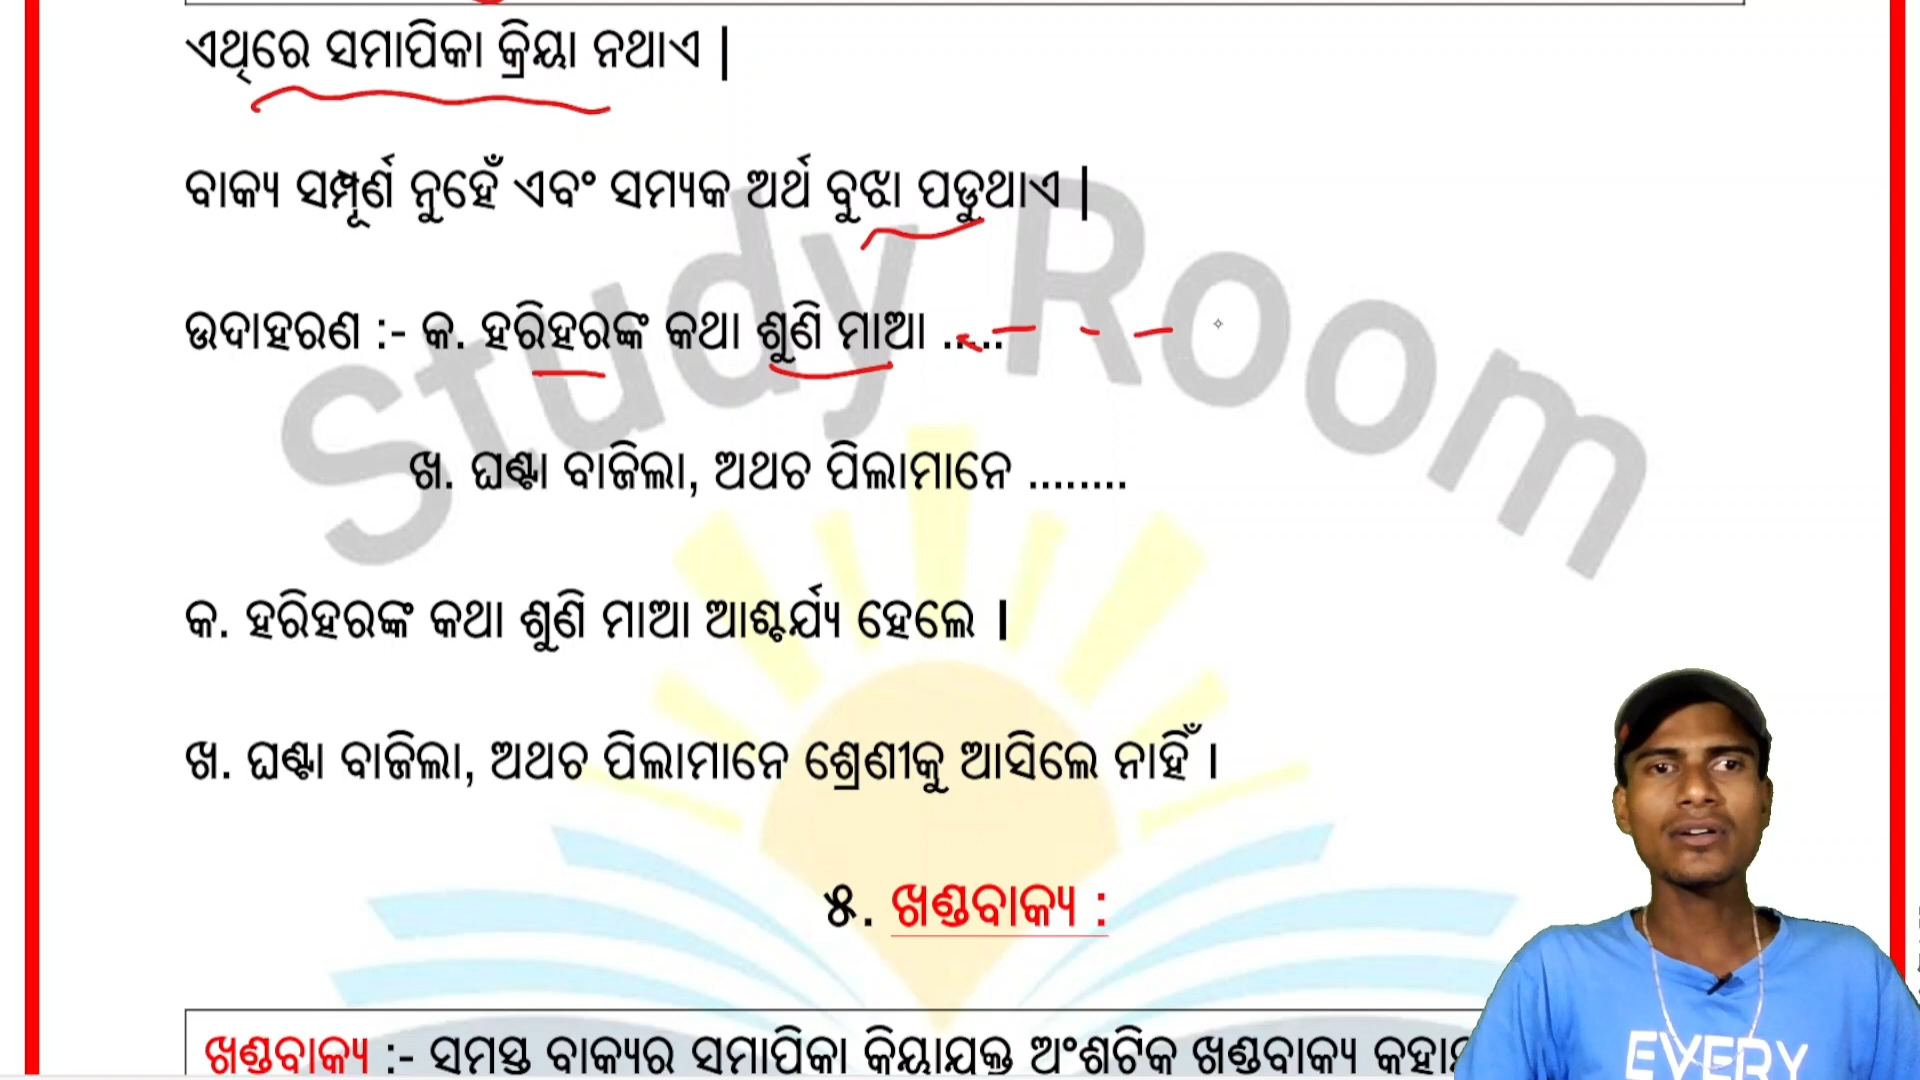 ଏଥିରେ ସମାପିକା କ୍ରିୟା ନଥାଏ |
ବାକ୍ୟ ସମ୍ପୂର୍ଣ ନୁହେଁ ଏବଂ ସମ୍ୟକ ଅର୍ଥ ବୁଝା ପଡୁଥାଏ |
ଉଦାହରଣ :- କ. ହରିହରଙ୍କ କଥା ଶୁଣି ମାଆ .....
ଖ. ଘଣ୍ଟା ବାଜିଲା, ଅଥଚ ପିଲାମାନେ ........
କ. ହରିହରଙ୍କ କଥା ଶୁଣି ମାଆ ଆଶ୍ଚର୍ଯ୍ୟ ହେଲେ |
ଖ. ଘଣ୍ଟା ବାଜିଲା, ଅଥଚ ପିଲାମାନେ ଶ୍ରେଣୀକୁ ଆସିଲେ ନାହିଁ ।
୫. ଖଣ୍ଡବାକ୍ୟ :
ଖଣ୍ଡବାକ୍ୟ :- ସମସ୍ତ ବାକ୍ୟର ସମାପିକା କ୍ରିୟାଯୁକ୍ତ ଅଂଶଟିକୁ ଖଣ୍ଡବାକ୍ୟ
Study Room
EVERY